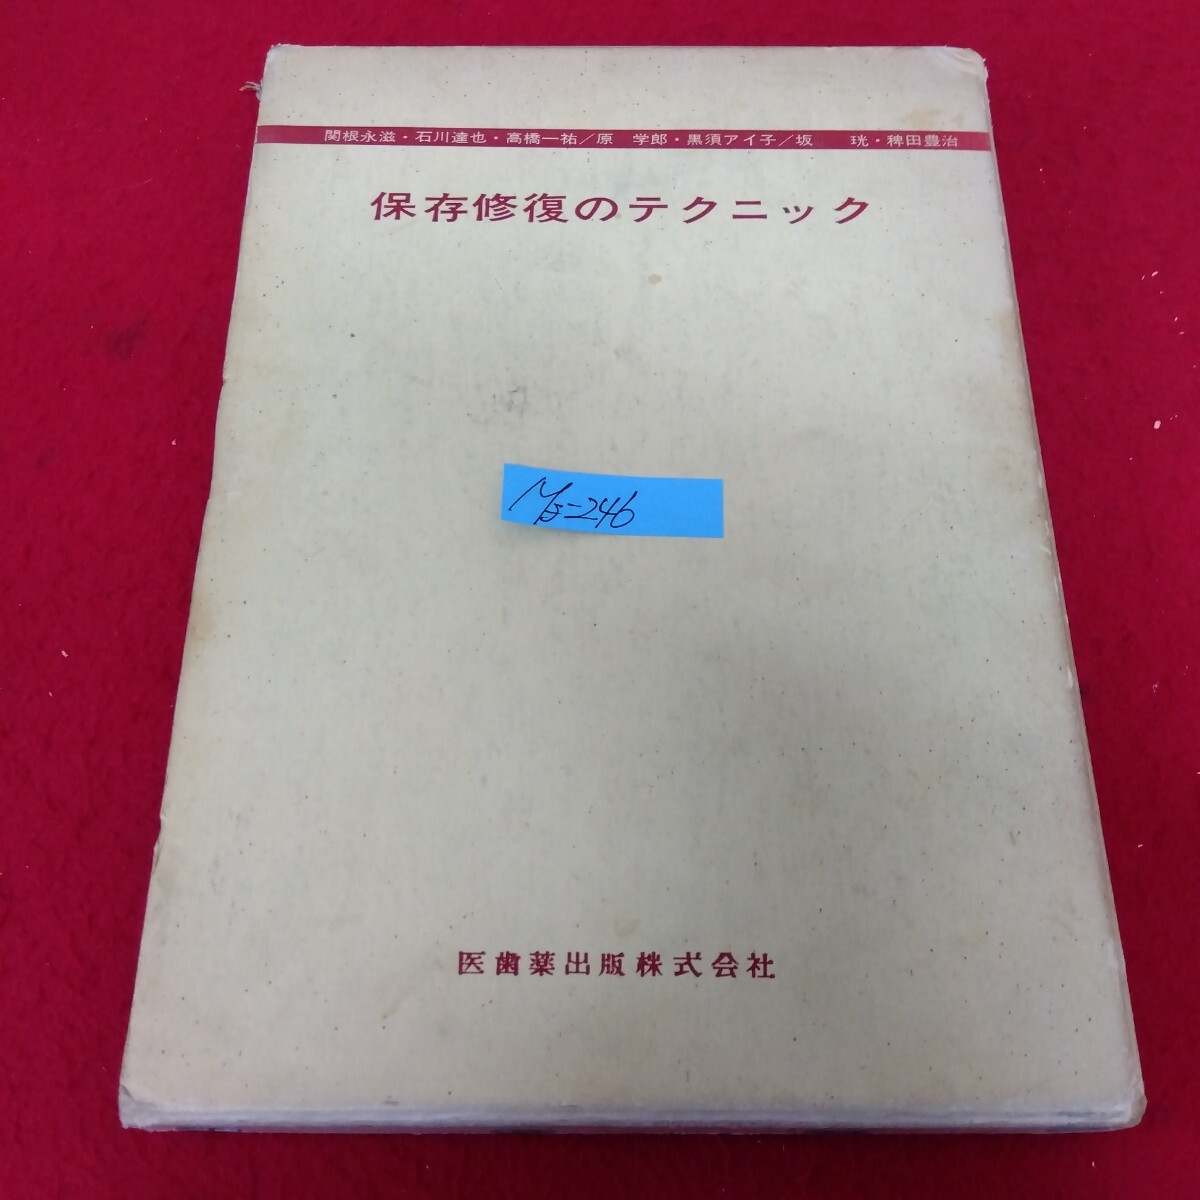 関根永滋・石川達也・高橋一祐／原　学郎・黒須アイ子／坂　珖・稗田豊治
保存修復のテクニック
Mg-246
医歯薬出版株式会社